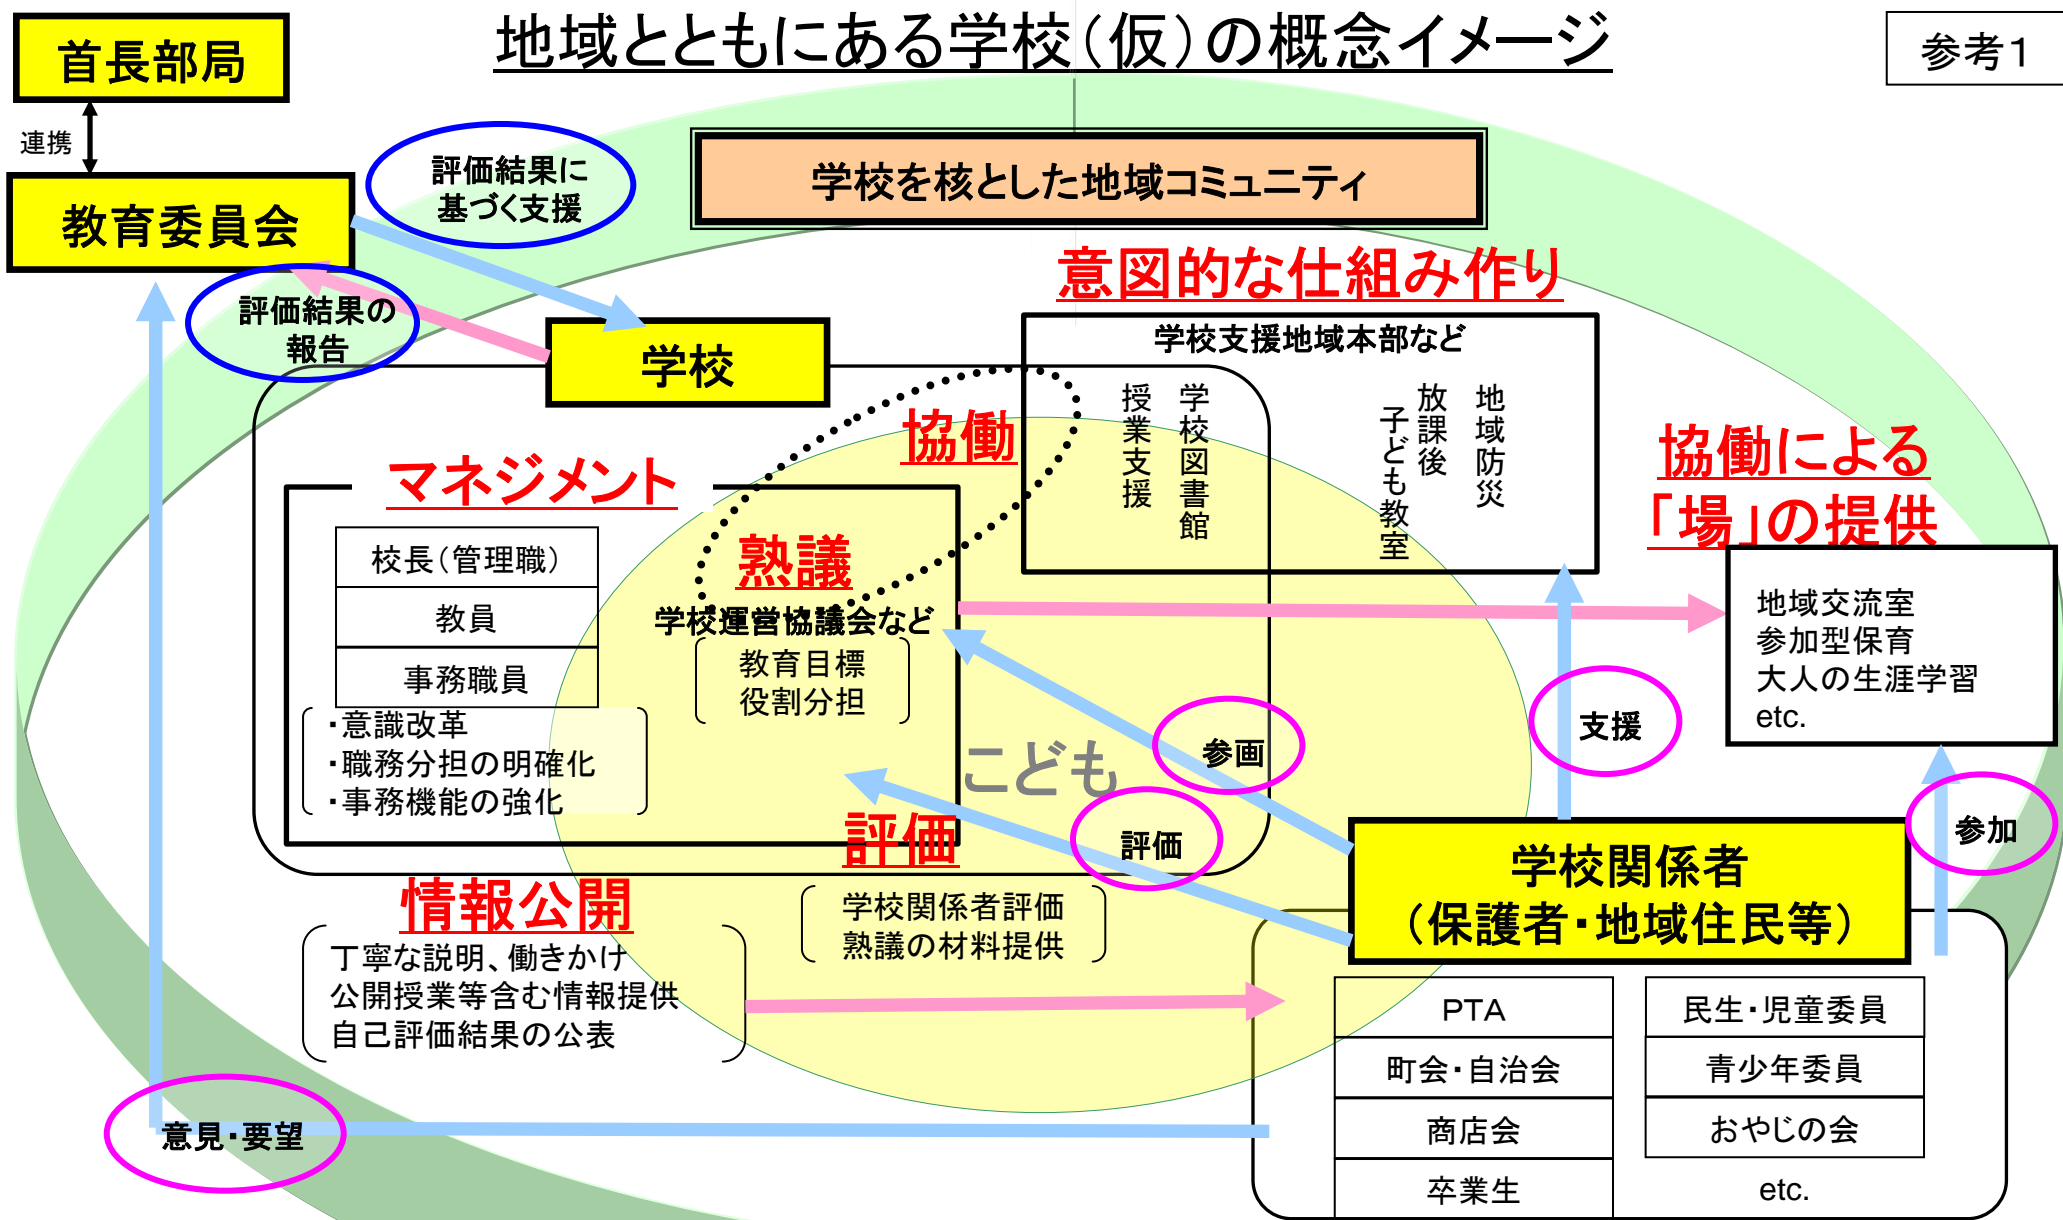 地域とともにある学校(仮)の概念イメージ
参考1
首長部局
連携
教育委員会
評価結果に
基づく支援
評価結果の
報告
学校を核とした地域コミュニティ
意図的な仕組み作り
学校支援地域本部など
授業支援
学校図書館
放課後
子ども教室
地域防災
学校
協働
マネジメント
校長(管理職)
教員
事務職員
・意識改革
・職務分担の明確化
・事務機能の強化
熟議
学校運営協議会など
教育目標
役割分担
協働による
「場」の提供
地域交流室
参加型保育
大人の生涯学習
etc.
こども
参画
支援
参加
評価
評価
学校関係者評価
熟議の材料提供
情報公開
丁寧な説明、働きかけ
公開授業等含む情報提供
自己評価結果の公表
意見・要望
学校関係者
(保護者・地域住民等)
PTA
町会・自治会
商店会
卒業生
民生・児童委員
青少年委員
おやじの会
etc.